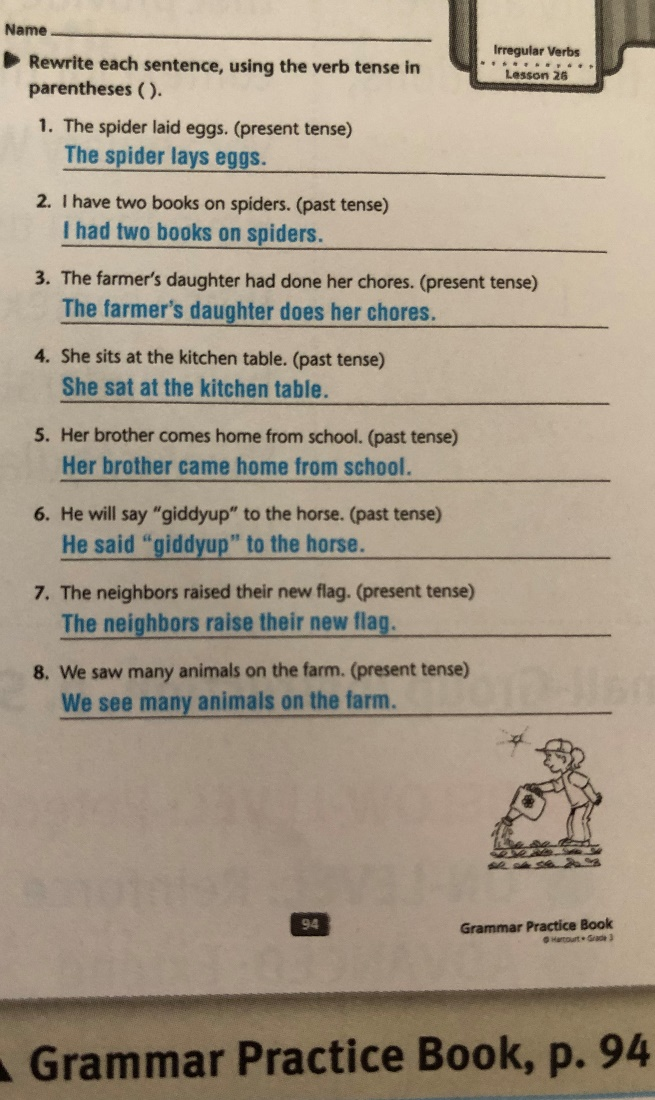 Name
Irregular Verbs
Lesson 26
Rewrite each sentence, using the verb tense in
parentheses ( ).
1. The spider laid eggs. (present tense)
The spider lays eggs.
2. I have two books on spiders. (past tense)
I had two books on spiders.
3. The farmer's daughter had done her chores. (present tense)
The farmer's daughter does her chores.
4. She sits at the kitchen table. (past tense)
She sat at the kitchen table.
5. Her brother comes home from school. (past tense)
Her brother came home from school.
6. He will say “giddyup” to the horse. (past tense)
He said “giddyup” to the horse.
7. The neighbors raised their new flag. (present tense)
The neighbors raise their new flag.
8. We saw many animals on the farm. (present tense)
We see many animals on the farm.
94
Grammar Practice Book
© Harcourt • Grade 3
Grammar Practice Book, p. 94